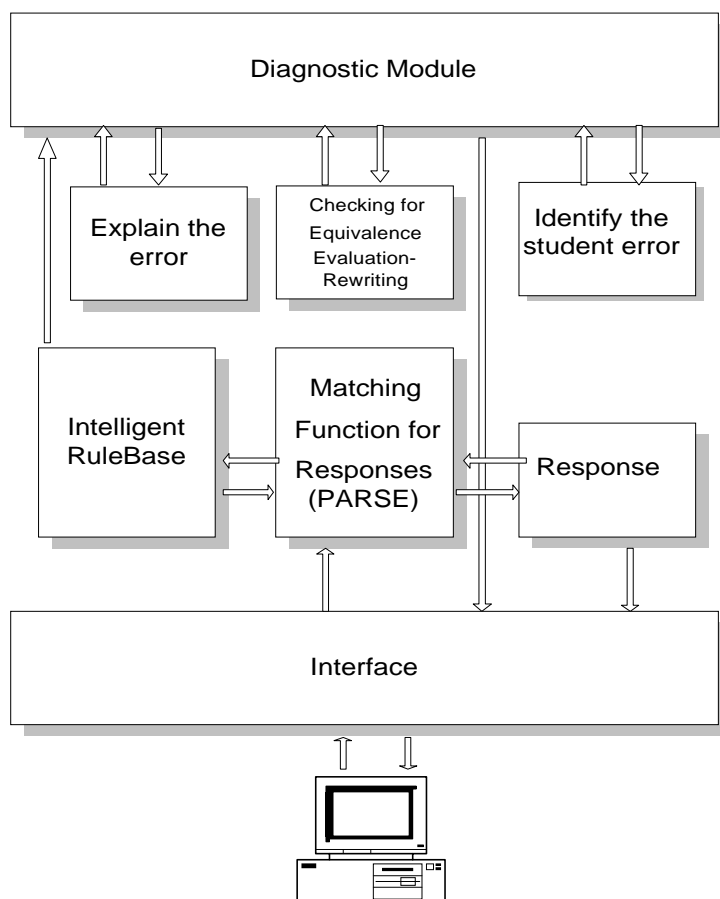 Diagnostic Module
Explain the
error
Checking for
Equivalence
Evaluation-
Rewriting
Identify the
student error
Intelligent
RuleBase
Matching
Function for
Responses
(PARSE)
Response
Interface